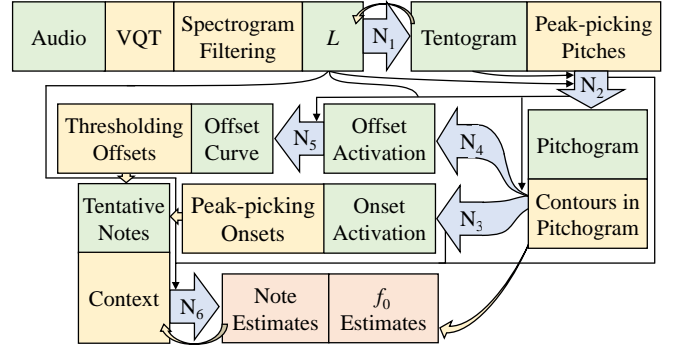 Audio
VQT
Spectrogram
Filtering
L
N1
Tentogram
Peak-picking
Pitches
N2
Thresholding
Offsets
Offset
Curve
N5
Offset
Activation
N4
Pitchogram
Tentative
Notes
Peak-picking
Onsets
Onset
Activation
N3
Contours in
Pitchogram
Context
N6
Note
Estimates
f0
Estimates